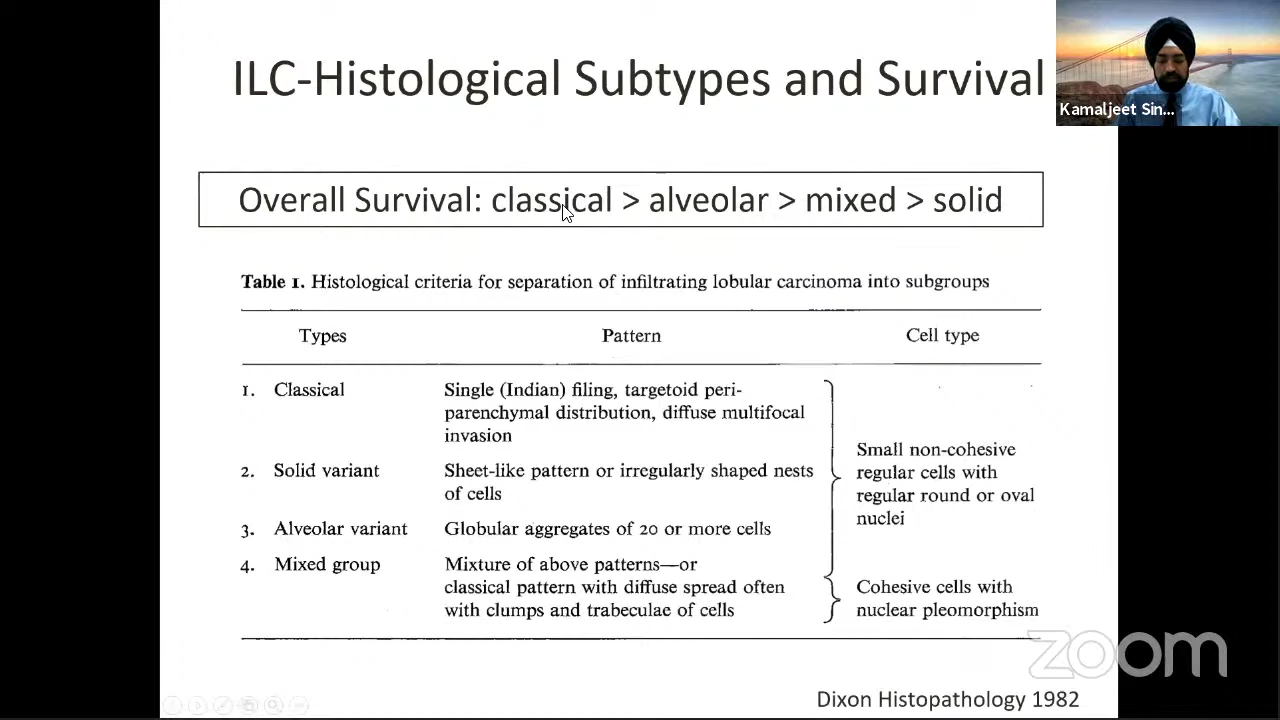 ILC-Histological Subtypes and Survival
Kamaljeet Sin...
Overall Survival: classical > alveolar > mixed > solid
Table 1. Histological criteria for separation of infiltrating lobular carcinoma into subgroups
Types Pattern Cell type
1. Classical Single (Indian) filing, targetoid peri-
parenchymal distribution, diffuse multifocal
invasion
Small non-cohesive
regular cells with
regular round or oval
nuclei
2. Solid variant Sheet-like pattern or irregularly shaped nests
of cells
3. Alveolar variant Globular aggregates of 20 or more cells
4. Mixed group Mixture of above patterns—or
classical pattern with diffuse spread often
with clumps and trabeculae of cells
Cohesive cells with
nuclear pleomorphism
zoom
Dixon Histopathology 1982